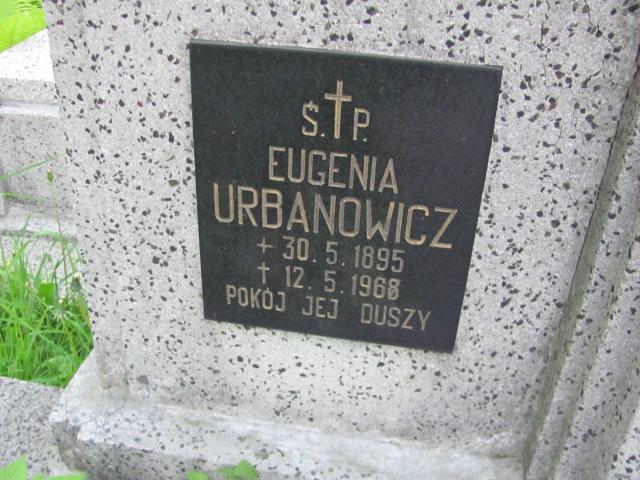 Ś.P.
EUGENIA
URBANOWICZ
+ 30.5.1895
† 12.5.1968
POKÓJ JEJ DUSZY